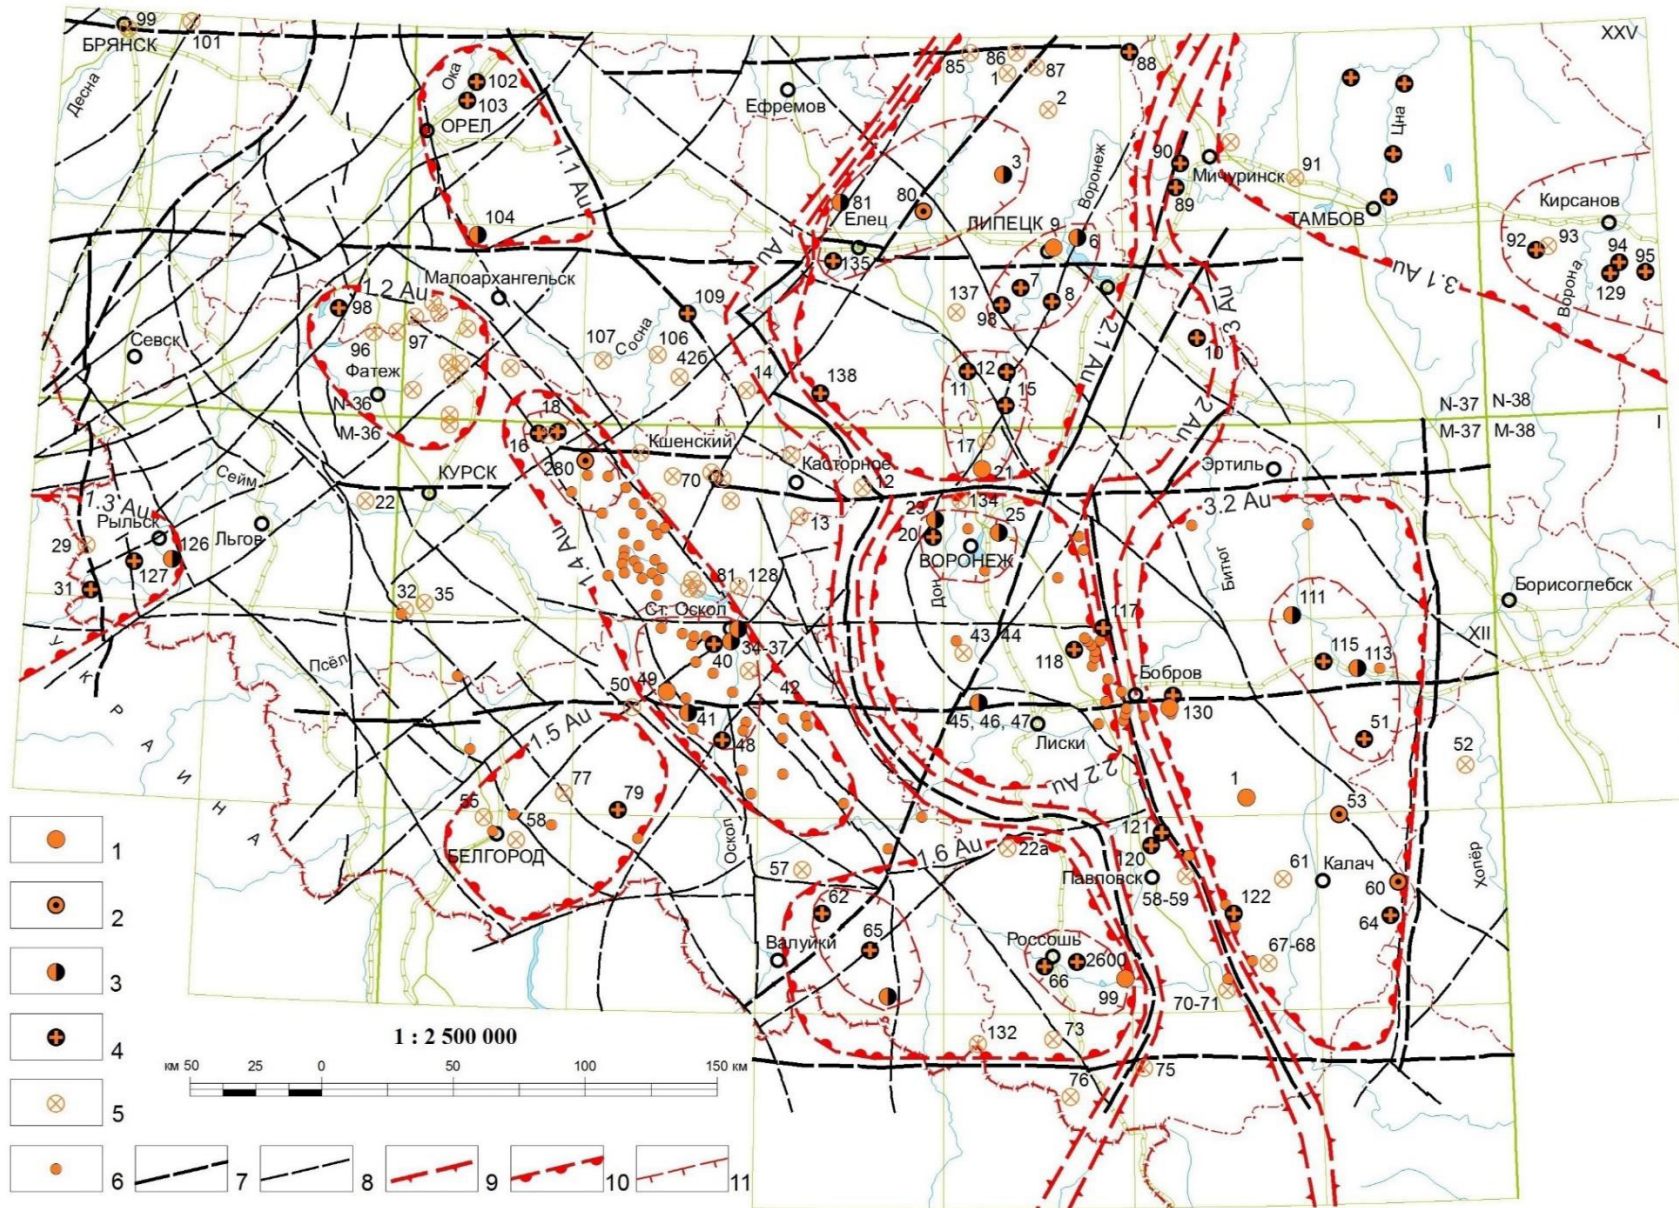 99
БРЯНСК
101
Десна
Ока
102
103
ОРЕЛ
1.1 Au
104
Ефремов
85
86
1
87
2
88
XXV
3
80
81
Елец
1 Au
135
ЛИПЕЦК 9
6
Воронеж
90
Мичуринск
89
91
ТАМБОВ
Цна
Кирсанов
92
93
94
95
129
Ворона
3.1 Au
Малоархангельск
1.2 Au
98
96
97
Фатеж
N-36
M-36
Севск
109
Сосна
107
106
42б
14
138
137
98
7
8
2.1 Au
3 Au
10
12
11
15
2 Au
17
21
N-37
N-38
M-37
M-38
I
18
16
280
Кшенский
70
Касторное
12
13
Эртиль
3.2 Au
КУРСК
22
Сейм
Льгов
1.3 Au
Рыльск
29
126
127
31
32
35
1.4 Au
81
128
Ст. Оскол
34-37
40
23
20
134
25
ВОРОНЕЖ
Дон
43, 44
117
118
Битюг
111
115
113
XII
Борисоглебск
Псёл
УКРАИНА
50
49
41
42
48
45, 46, 47
Лиски
Бобров
130
51
52
2.2 Au
1.5 Au
77
79
55
58
БЕЛГОРОД
Оскол
57
1.6 Au
22а
121
120
Павловск
58-59
1
53
61
Калач
60
64
Хопёр
62
65
Валуйки
Россошь
2600
66
99
122
67-68
70-71
132
73
75
76
1
2
3
4
5
6
7
8
9
10
11
1 : 2 500 000
км 50
25
0
50
100
150 км